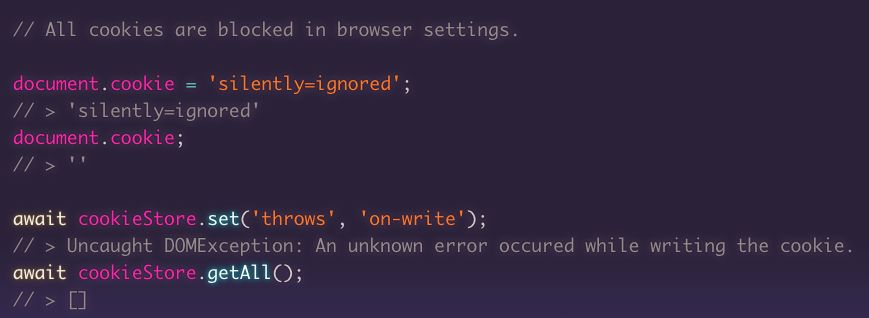 // All cookies are blocked in browser settings.
document.cookie = 'silently=ignored';
// > 'silently=ignored'
document.cookie;
// > ''
await cookieStore.set('throws', 'on-write');
// > Uncaught DOMException: An unknown error occured while writing the cookie.
await cookieStore.getAll();
// > []